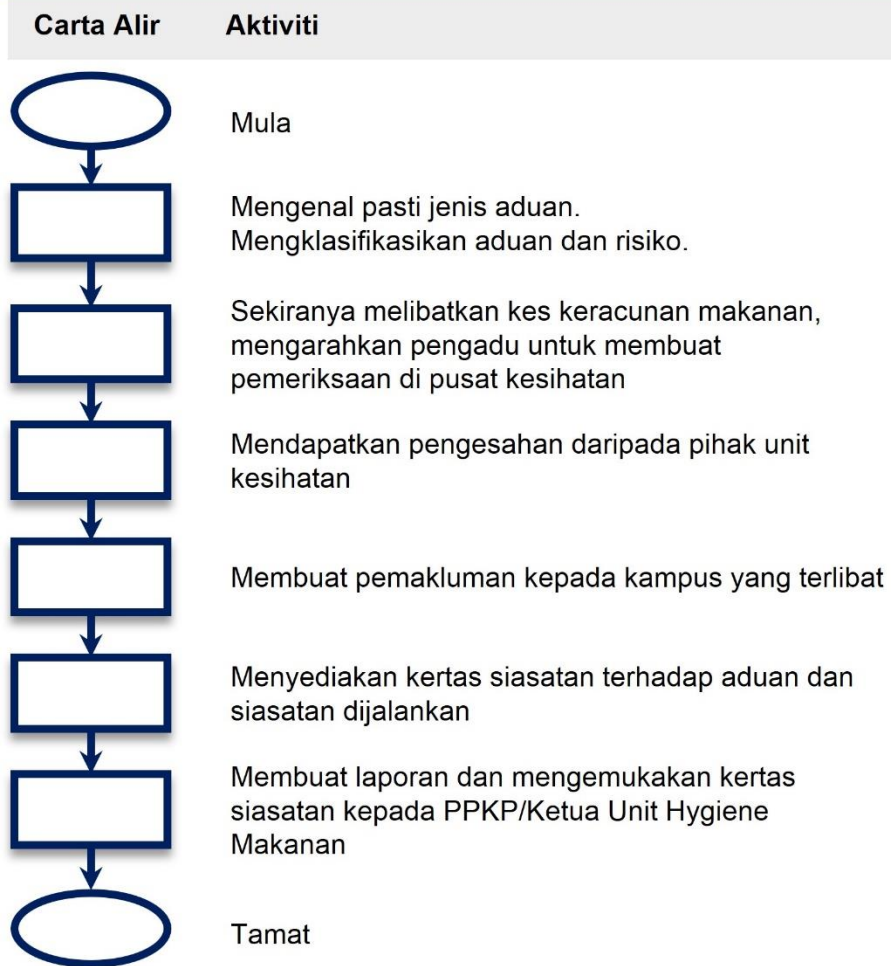 Carta Alir Aktiviti
Mula
Mengenal pasti jenis aduan.
Mengklasifikasikan aduan dan risiko.
Sekiranya melibatkan kes keracunan makanan,
mengarahkan pengadu untuk membuat
pemeriksaan di pusat kesihatan
Mendapatkan pengesahan daripada pihak unit
kesihatan
Membuat pemakluman kepada kampus yang terlibat
Menyediakan kertas siasatan terhadap aduan dan
siasatan dijalankan
Membuat laporan dan mengemukakan kertas
siasatan kepada PPKP/Ketua Unit Hygiene
Makanan
Tamat